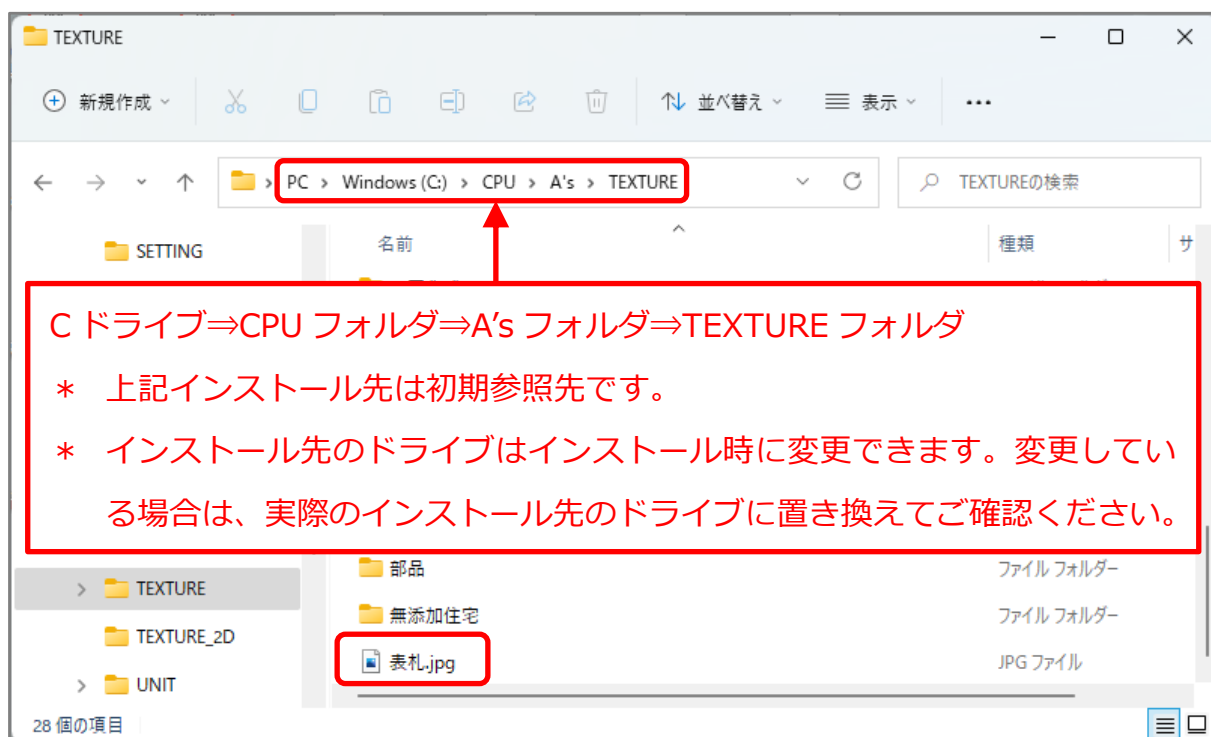 TEXTURE
新規作成
並べ替え
表示
PC > Windows (C:) > CPU > A's > TEXTURE
TEXTUREの検索
SETTING
名前
種類
サ
C ドライブ⇒CPU フォルダ⇒A’s フォルダ⇒TEXTURE フォルダ
* 上記インストール先は初期参照先です。
* インストール先のドライブはインストール時に変更できます。変更してい
る場合は、実際のインストール先のドライブに置き換えてご確認ください。
部品
ファイル フォルダー
TEXTURE
無添加住宅
ファイル フォルダー
TEXTURE_2D
表札.jpg
JPG ファイル
UNIT
28 個の項目